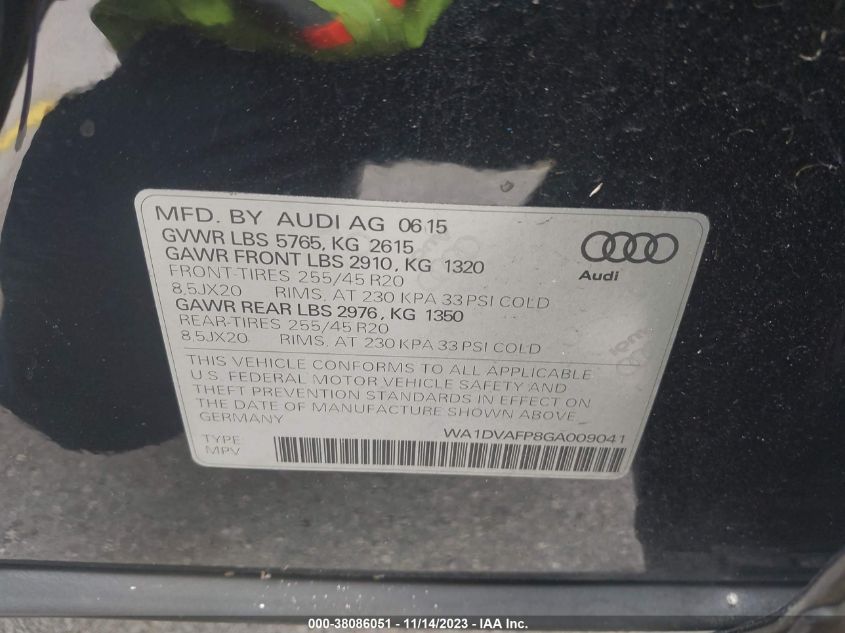 MFD. BY AUDI AG 06 15
GVWR LBS 5765, KG 2615
GAWR FRONT LBS 2910, KG 1320
FRONT-TIRES 255/45 R20
8,5JX20 RIMS, AT 230 KPA 33 PSI COLD
GAWR REAR LBS 2976, KG 1350
REAR-TIRES 255/45 R20
8,5JX20 RIMS, AT 230 KPA 33 PSI COLD
Audi
THIS VEHICLE CONFORMS TO ALL APPLICABLE
U.S. FEDERAL MOTOR VEHICLE SAFETY AND
THEFT PREVENTION STANDARDS IN EFFECT ON
THE DATE OF MANUFACTURE SHOWN ABOVE
GERMANY
WA1DVAFP8GA009041
TYPE:
MPV
000-38086051 - 11/14/2023 - IAA Inc.